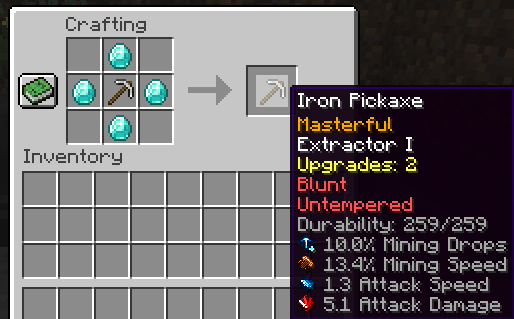 Crafting
Iron Pickaxe
Masterful
Extractor I
Upgrades: 2
Blunt
Untempered
Durability: 259/259
10.0% Mining Drops
13.4% Mining Speed
1.3 Attack Speed
5.1 Attack Damage
Inventory